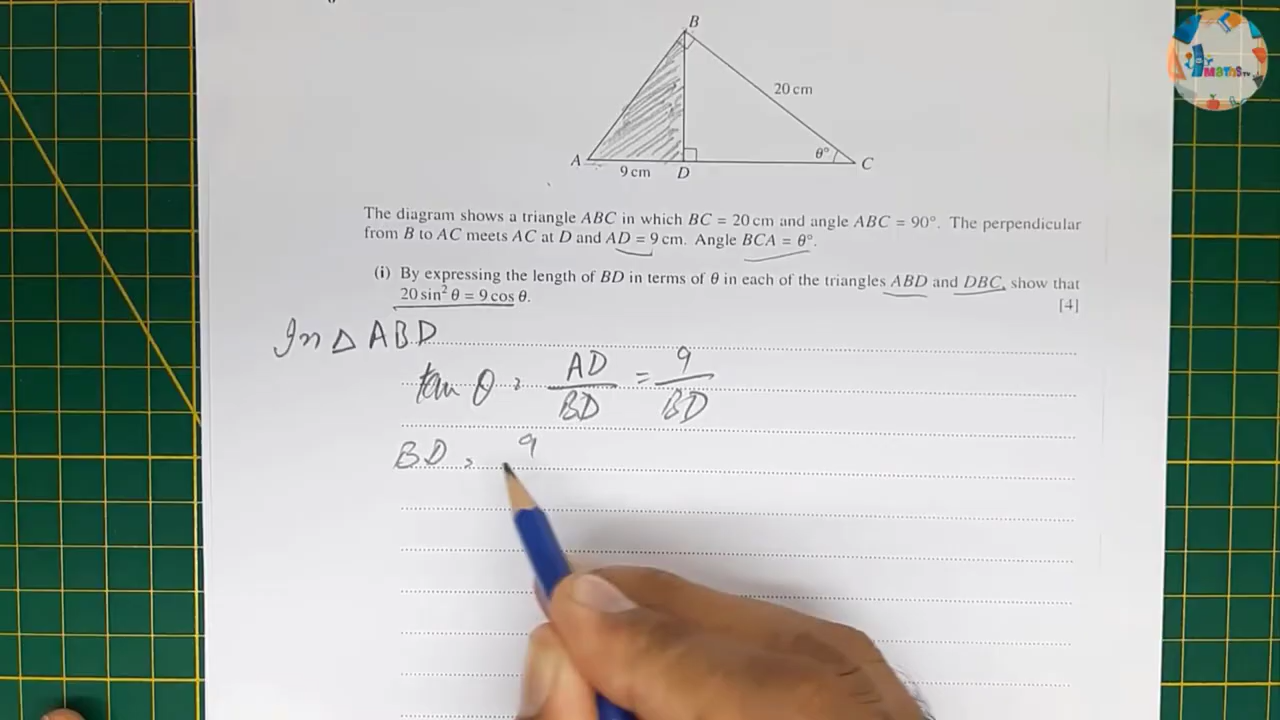 B
20 cm
A
9 cm
D
θ°
C
The diagram shows a triangle ABC in which BC = 20 cm and angle ABC = 90°. The perpendicular
from B to AC meets AC at D and AD = 9 cm. Angle BCA = θ°.
(i) By expressing the length of BD in terms of θ in each of the triangles ABD and DBC, show that
20 sin² θ = 9 cos θ.
[4]
In △ ABD
tan θ = AD/BD = 9/BD
BD = 9
Maths TV